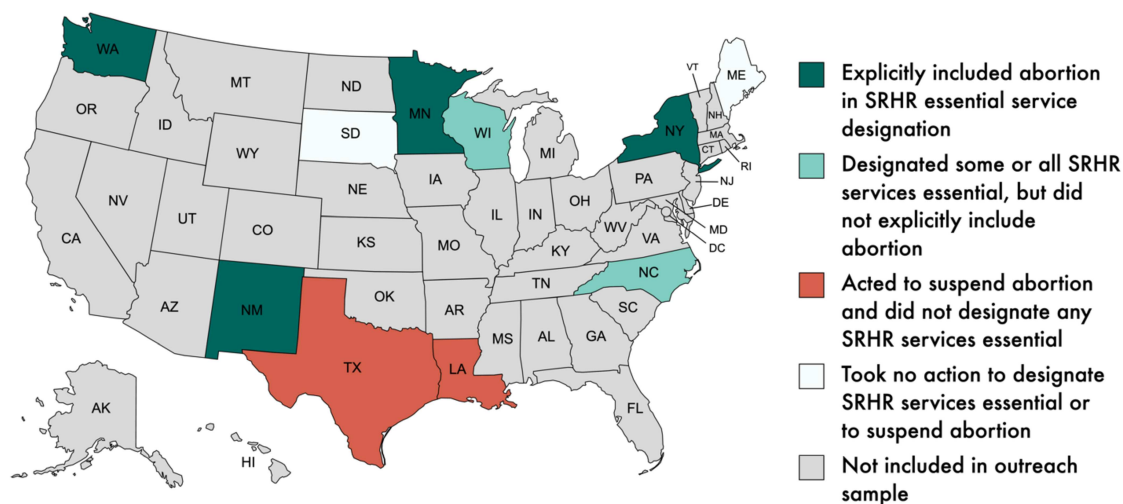 WA
MT
ND
MN
OR
ID
SD
WI
WY
MI
NY
VT
ME
NH
MA
CT
RI
NV
NE
IA
PA
NJ
CA
UT
CO
IL
IN
OH
DE
MD
DC
KS
MO
WV
VA
KY
NC
AZ
NM
OK
AR
TN
SC
MS
AL
GA
TX
LA
FL
AK
HI
Explicitly included abortion
in SRHR essential service
designation
Designated some or all SRHR
services essential, but did
not explicitly include
abortion
Acted to suspend abortion
and did not designate any
SRHR services essential
Took no action to designate
SRHR services essential or
to suspend abortion
Not included in outreach
sample